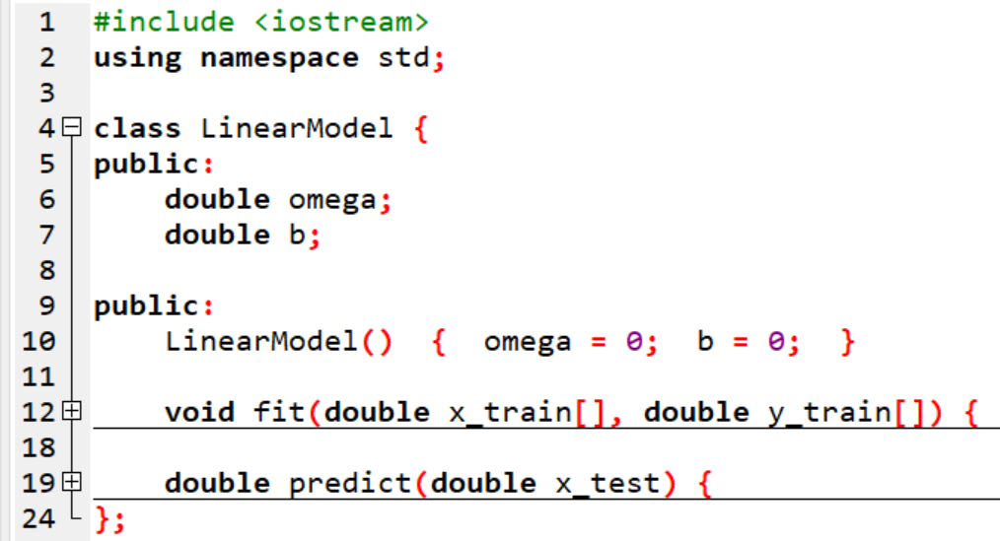 1 #include <iostream>
2 using namespace std;
3
4 class LinearModel {
5 public:
6     double omega;
7     double b;
8
9 public:
10     LinearModel()  {  omega = 0;  b = 0;  }
11
12     void fit(double x_train[], double y_train[]) {
18
19     double predict(double x_test) {
24 };